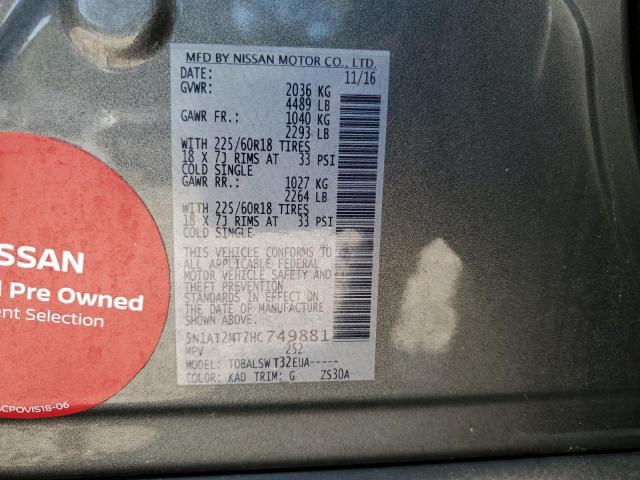 MFD BY NISSAN MOTOR CO., LTD.
DATE: 11/16
GVWR: 2036 KG
4489 LB
GAWR FR.: 1040 KG
2293 LB
WITH 225/60R18 TIRES
18 X 7J RIMS AT 33 PSI
COLD SINGLE
GAWR RR.: 1027 KG
2264 LB
WITH 225/60R18 TIRES
18 X 7J RIMS AT 33 PSI
COLD SINGLE
THIS VEHICLE CONFORMS TO
ALL APPLICABLE FEDERAL
MOTOR VEHICLE SAFETY AND
THEFT PREVENTION
STANDARDS IN EFFECT ON
THE DATE OF MANUFACTURE
SHOWN ABOVE.
5N1AT2MT7HC749881
MPV 252
MODEL: TDBALSWT32EUA-----
COLOR: KAD TRIM: G ZS30A
ISSAN
d Pre Owned
ent Selection
CPOVIS18-06